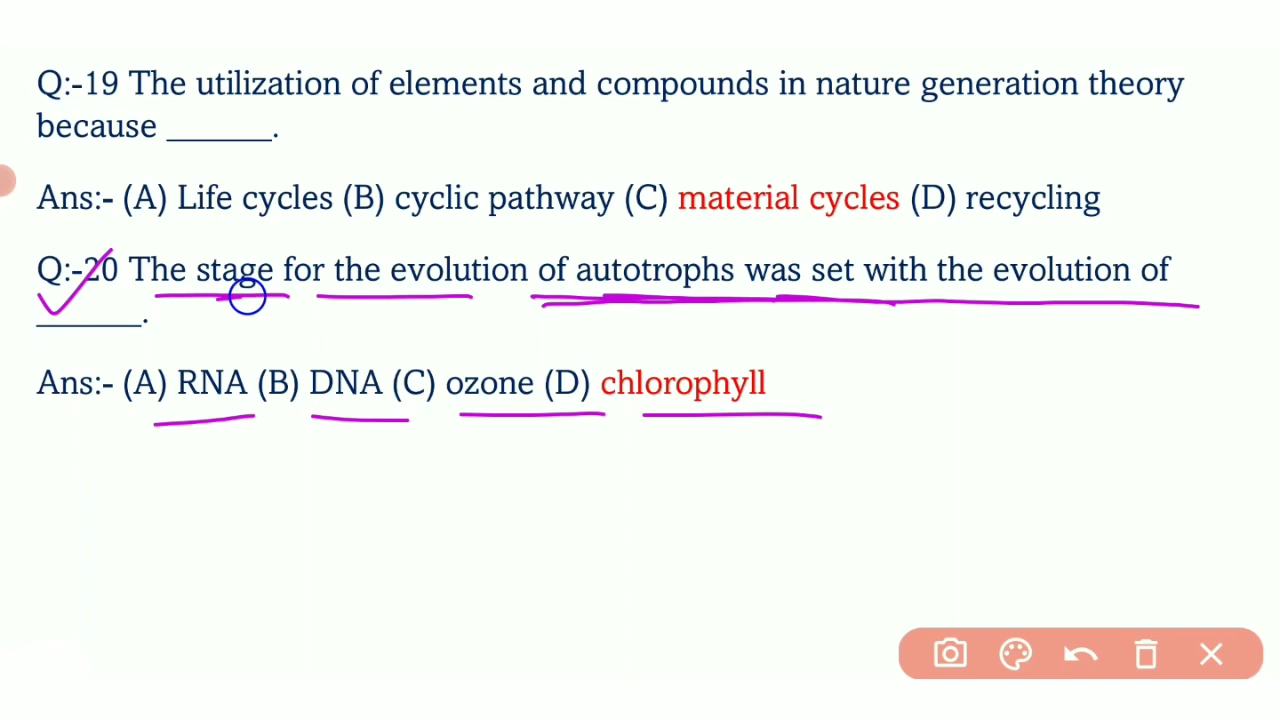 Q:-19 The utilization of elements and compounds in nature generation theory
because ______.
Ans:- (A) Life cycles (B) cyclic pathway (C) material cycles (D) recycling
Q:-20 The stage for the evolution of autotrophs was set with the evolution of
______.
Ans:- (A) RNA (B) DNA (C) ozone (D) chlorophyll